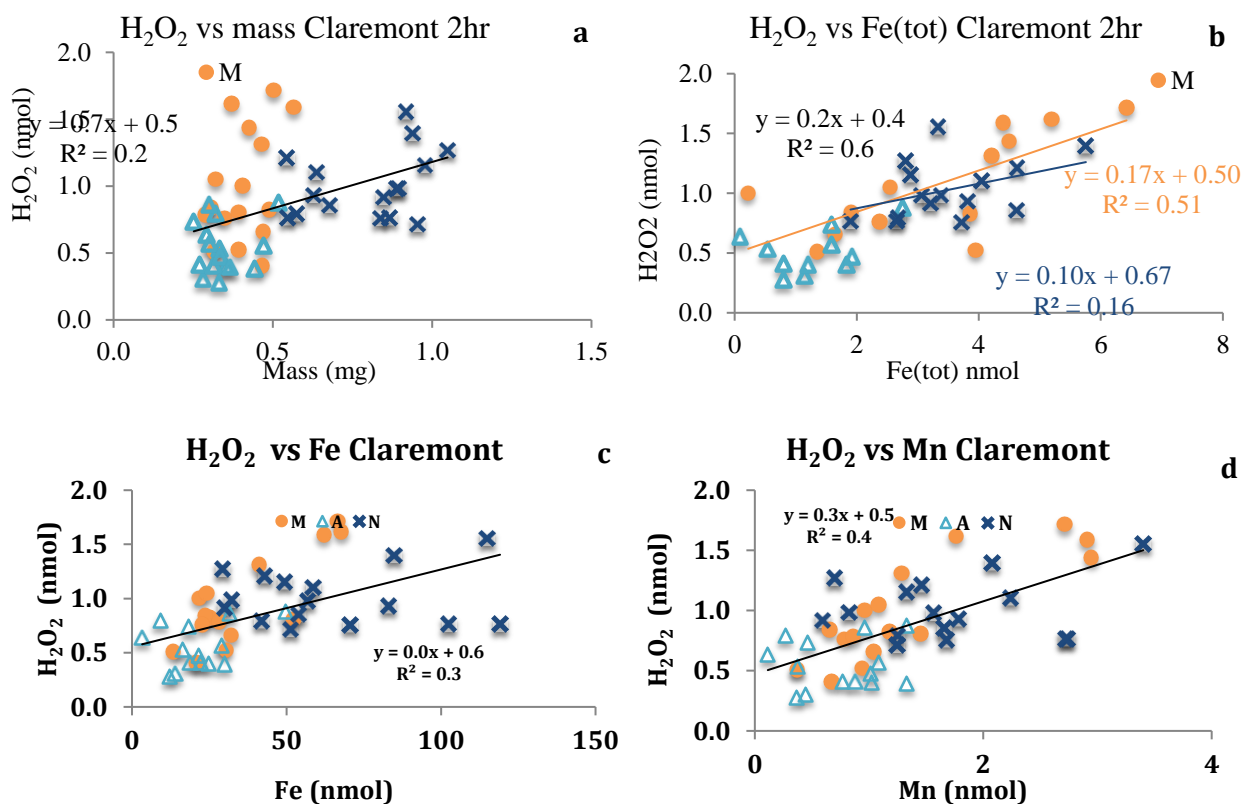 H₂O₂ vs mass Claremont 2hr
a
M
y = 0.7x + 0.5
R² = 0.2
H₂O₂ (nmol)
2.0
1.5
1.0
0.5
0.0
0.0
0.5
1.0
1.5
Mass (mg)
H₂O₂ vs Fe(tot) Claremont 2hr
b
M
y = 0.2x + 0.4
R² = 0.6
y = 0.17x + 0.50
R² = 0.51
y = 0.10x + 0.67
R² = 0.16
H2O2 (nmol)
2.0
1.5
1.0
0.5
0.0
0
2
4
6
8
Fe(tot) nmol
H₂O₂ vs Fe Claremont
c
M A N
y = 0.0x + 0.6
R² = 0.3
H₂O₂ (nmol)
2.0
1.5
1.0
0.5
0.0
0
50
100
150
Fe (nmol)
H₂O₂ vs Mn Claremont
d
y = 0.3x + 0.5
R² = 0.4
M A N
H₂O₂ (nmol)
2.0
1.5
1.0
0.5
0.0
0
2
4
Mn (nmol)